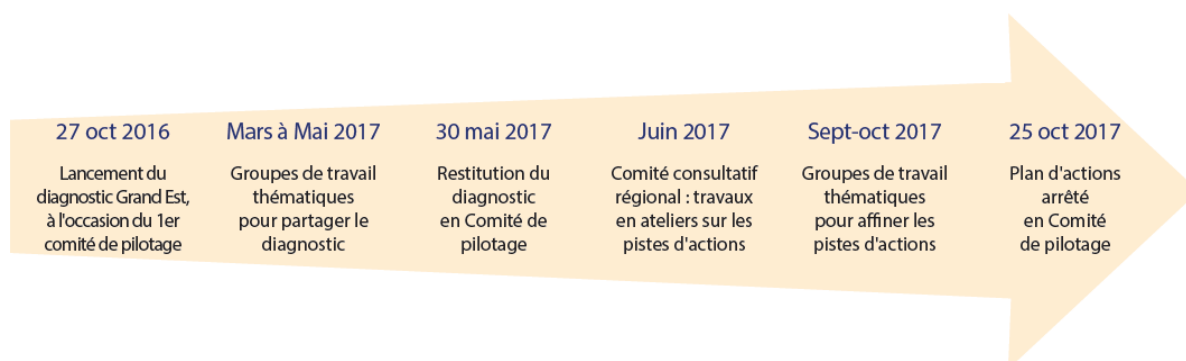 27 oct 2016
Lancement du
diagnostic Grand Est,
à l'occasion du 1er
comité de pilotage
Mars à Mai 2017
Groupes de travail
thématiques
pour partager le
diagnostic
30 mai 2017
Restitution du
diagnostic
en Comité de
pilotage
Juin 2017
Comité consultatif
régional : travaux
en ateliers sur les
pistes d'actions
Sept-oct 2017
Groupes de travail
thématiques
pour affiner les
pistes d'actions
25 oct 2017
Plan d'actions
arrêté
en Comité
de pilotage